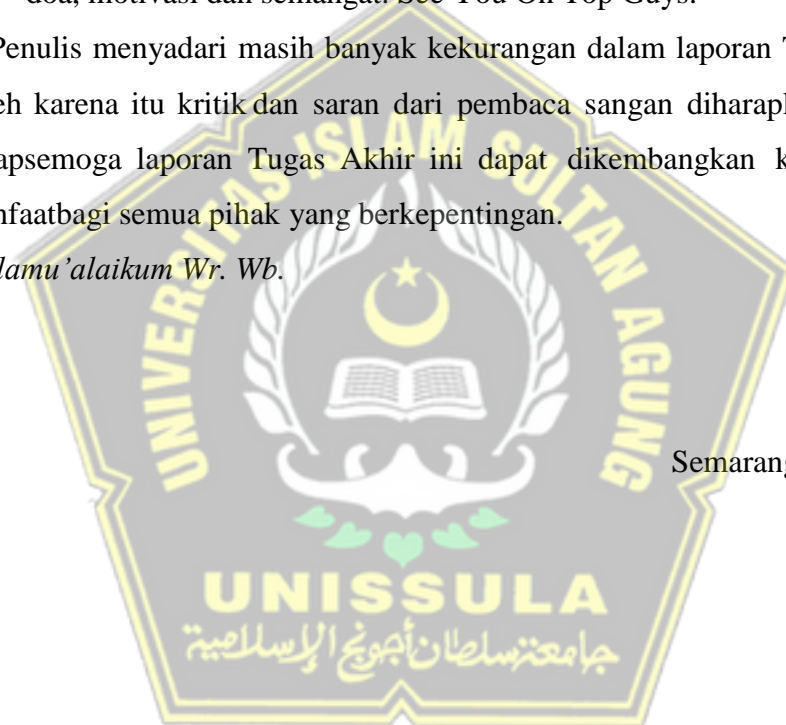 doa, motivasi dan semangat. See You On Top Guys.
Penulis menyadari masih banyak kekurangan dalam laporan
eh karena itu kritik dan saran dari pembaca sangan diharap
apsemoga laporan Tugas Akhir ini dapat dikembangkan k
nfaatbagi semua pihak yang berkepentingan.
lamu’alaikum Wr. Wb.
UNIVERSITAS ISLAM SULTAN AGUNG
Semarang
UNISSULA
جامعة سلطان أجونج الإسلامية